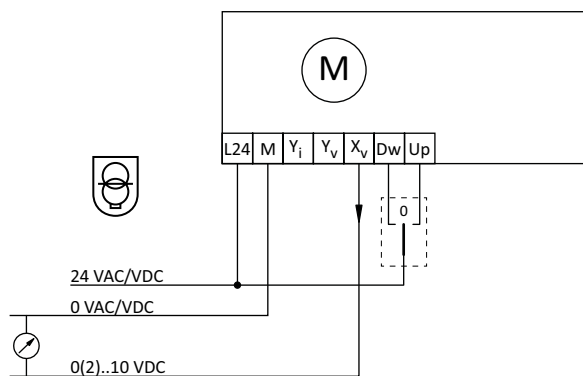 M
L24 M Yi Yv Xv Dw Up
0
24 VAC/VDC
0 VAC/VDC
0(2)..10 VDC